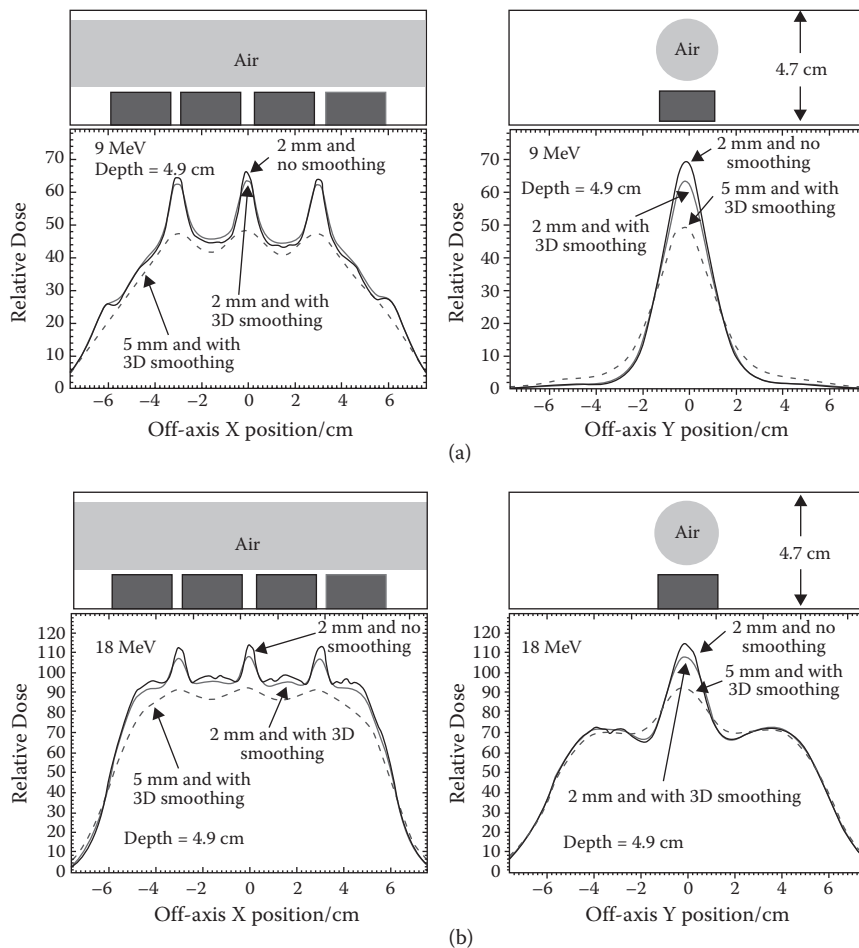 Air
Air
4.7 cm
9 MeV
Depth = 4.9 cm
2 mm and
no smoothing
2 mm and with
3D smoothing
5 mm and with
3D smoothing
Relative Dose
70
60
50
40
30
20
10
0
−6
−4
−2
0
2
4
6
Off-axis X position/cm
9 MeV
Depth = 4.9 cm
2 mm and no
smoothing
5 mm and with
3D smoothing
2 mm and with
3D smoothing
Relative Dose
70
60
50
40
30
20
10
0
−6
−4
−2
0
2
4
6
Off-axis Y position/cm
(a)
Air
Air
4.7 cm
18 MeV
2 mm and no
smoothing
2 mm and with 3D
smoothing
5 mm and with
3D smoothing
Depth = 4.9 cm
Relative Dose
120
110
100
90
80
70
60
50
40
30
20
10
0
−6
−4
−2
0
2
4
6
Off-axis X position/cm
18 MeV
2 mm and no
smoothing
5 mm and with
3D smoothing
2 mm and with 3D smoothing
Depth = 4.9 cm
Relative Dose
120
110
100
90
80
70
60
50
40
30
20
10
0
−6
−4
−2
0
2
4
6
Off-axis Y position/cm
(b)